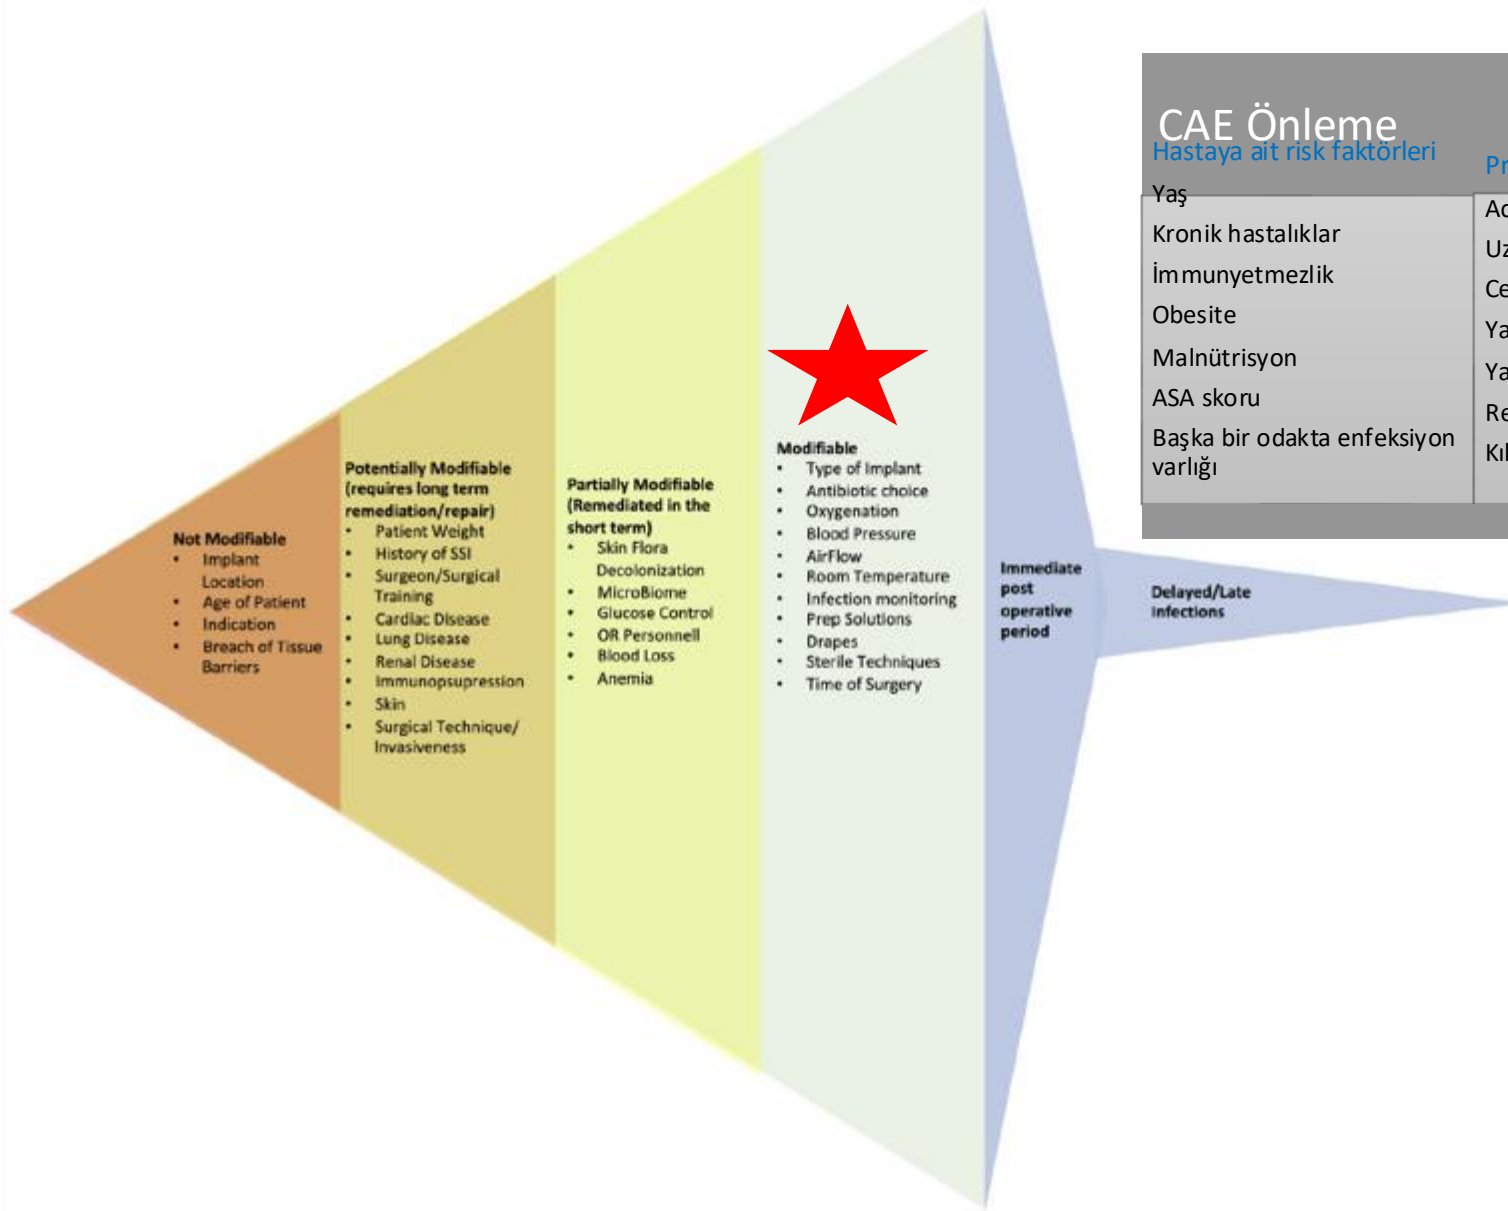 Not Modifiable
• Implant
Location
• Age of Patient
• Indication
• Breach of Tissue
Barriers
Potentially Modifiable
(requires long term
remediation/repair)
• Patient Weight
• History of SSI
• Surgeon/Surgical
Training
• Cardiac Disease
• Lung Disease
• Renal Disease
• Immunopsupression
• Skin
• Surgical Technique/
Invasiveness
Partially Modifiable
(Remediated in the
short term)
• Skin Flora
Decolonization
• MicroBiome
• Glucose Control
• OR Personnell
• Blood Loss
• Anemia
Modifiable
• Type of Implant
• Antibiotic choice
• Oxygenation
• Blood Pressure
• AirFlow
• Room Temperature
• Infection monitoring
• Prep Solutions
• Drapes
• Sterile Techniques
• Time of Surgery
Immediate
post
operative
period
Delayed/Late
Infections
CAE Önleme
Hastaya ait risk faktörleri
Yaş
Kronik hastalıklar
İmmunyetmezlik
Obesite
Malnütrisyon
ASA skoru
Başka bir odakta enfeksiyon
varlığı